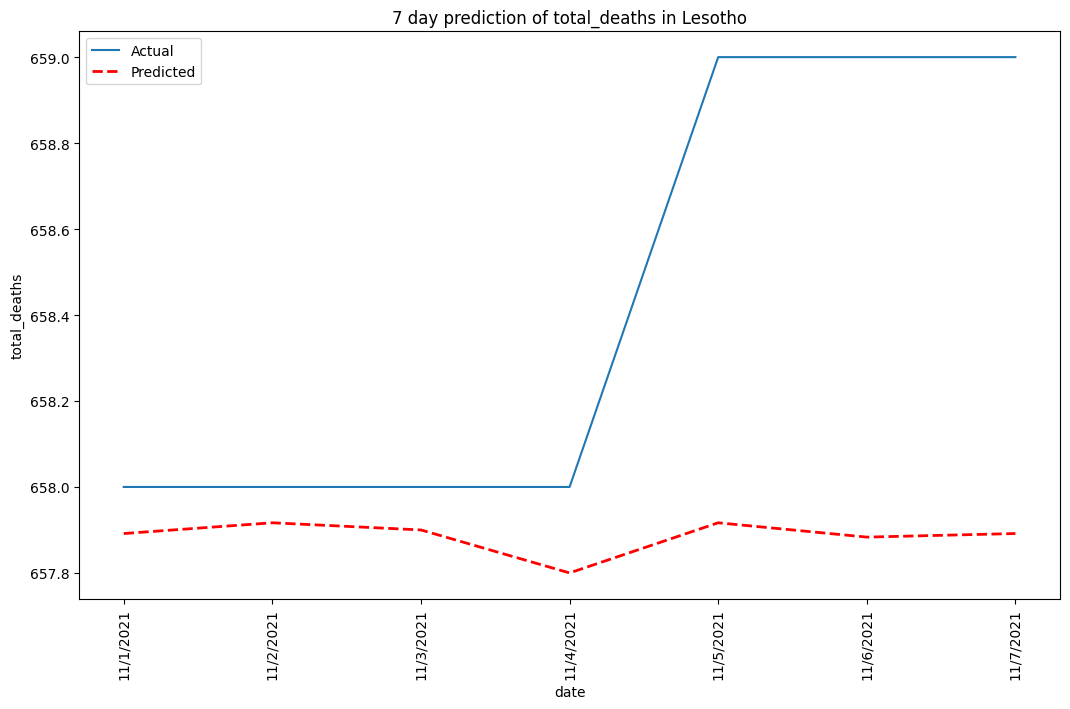 7 day prediction of total_deaths in Lesotho
Actual
Predicted
659.0
658.8
658.6
658.4
658.2
658.0
657.8
total_deaths
11/1/2021
11/2/2021
11/3/2021
11/4/2021
11/5/2021
11/6/2021
11/7/2021
date